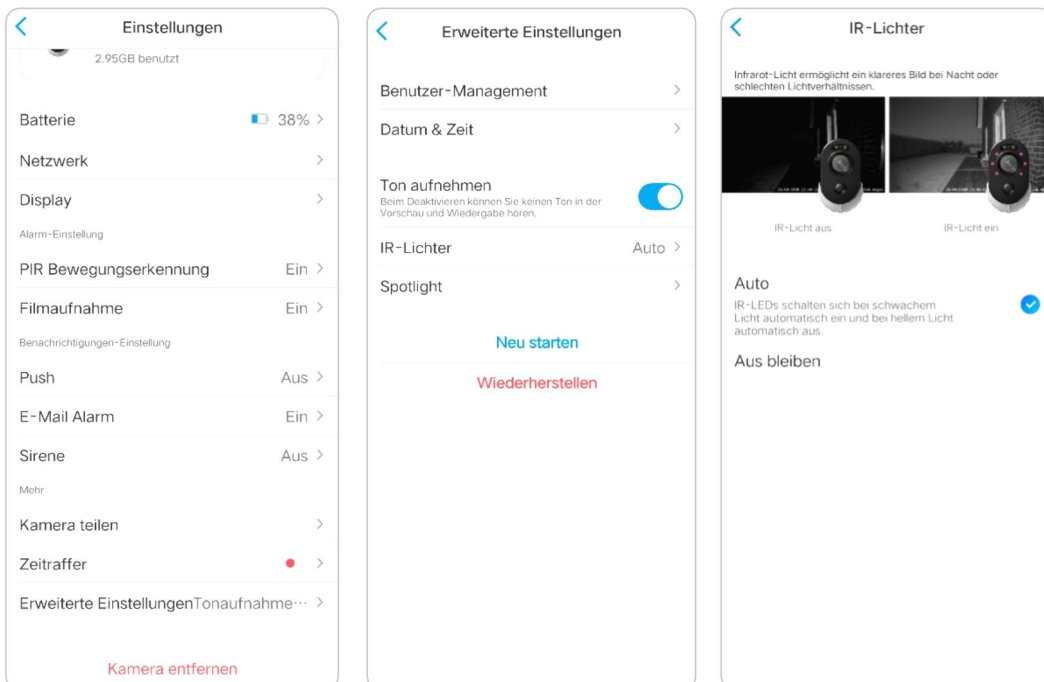 Einstellungen
2.95GB benutzt
Batterie 38%
Netzwerk
Display
Alarm-Einstellung
PIR Bewegungserkennung Ein
Filmaufnahme Ein
Benachrichtigungen-Einstellung
Push Aus
E-Mail Alarm Ein
Sirene Aus
Mehr
Kamera teilen
Zeitraffer
Erweiterte EinstellungenTonaufnahme...
Kamera entfernen
Erweiterte Einstellungen
Benutzer-Management
Datum & Zeit
Ton aufnehmen
Beim Deaktivieren können Sie keinen Ton in der
Vorschau und Wiedergabe hören.
IR-Lichter Auto
Spotlight
Neu starten
Wiederherstellen
IR-Lichter
Infrarot-Licht ermöglicht ein klareres Bild bei Nacht oder
schlechten Lichtverhältnissen.
IR-Licht aus
IR-Licht ein
Auto
IR-LEDs schalten sich bei schwachem
Licht automatisch ein und bei hellem Licht
automatisch aus.
Aus bleiben